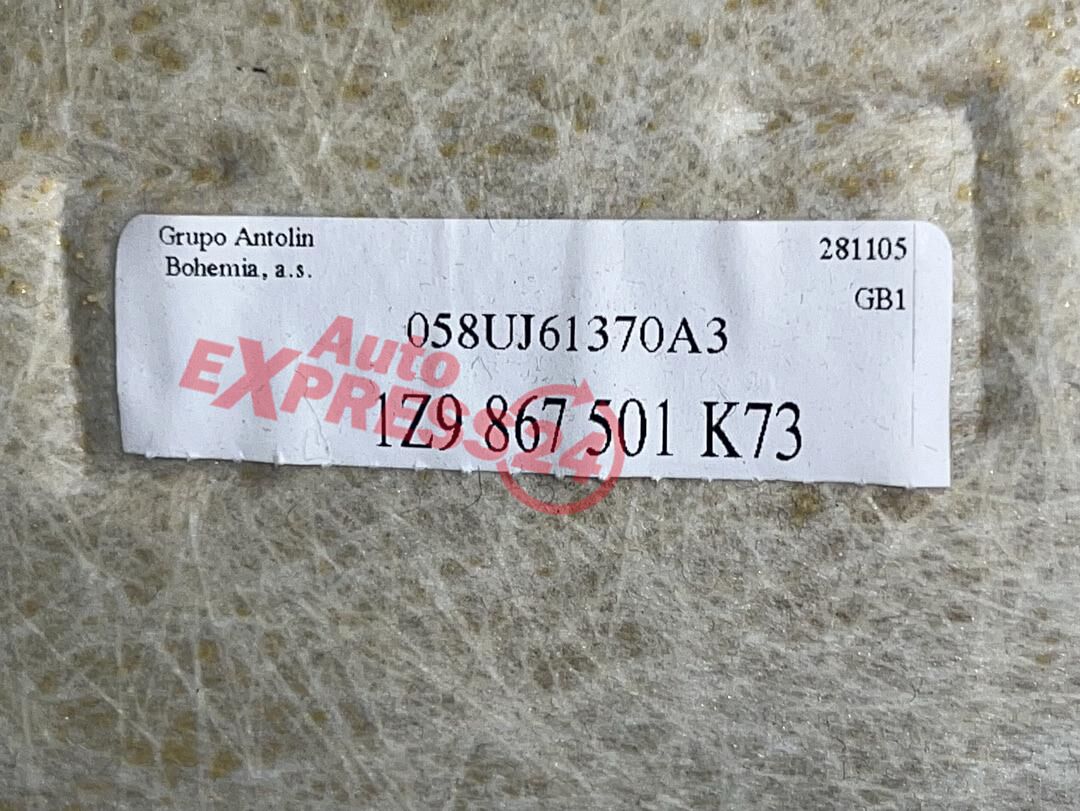 Grupo Antolin
Bohemia, a.s.
281105
GB1
058UJ61370A3
1Z9 867 501 K73
Auto
EXPRESS24